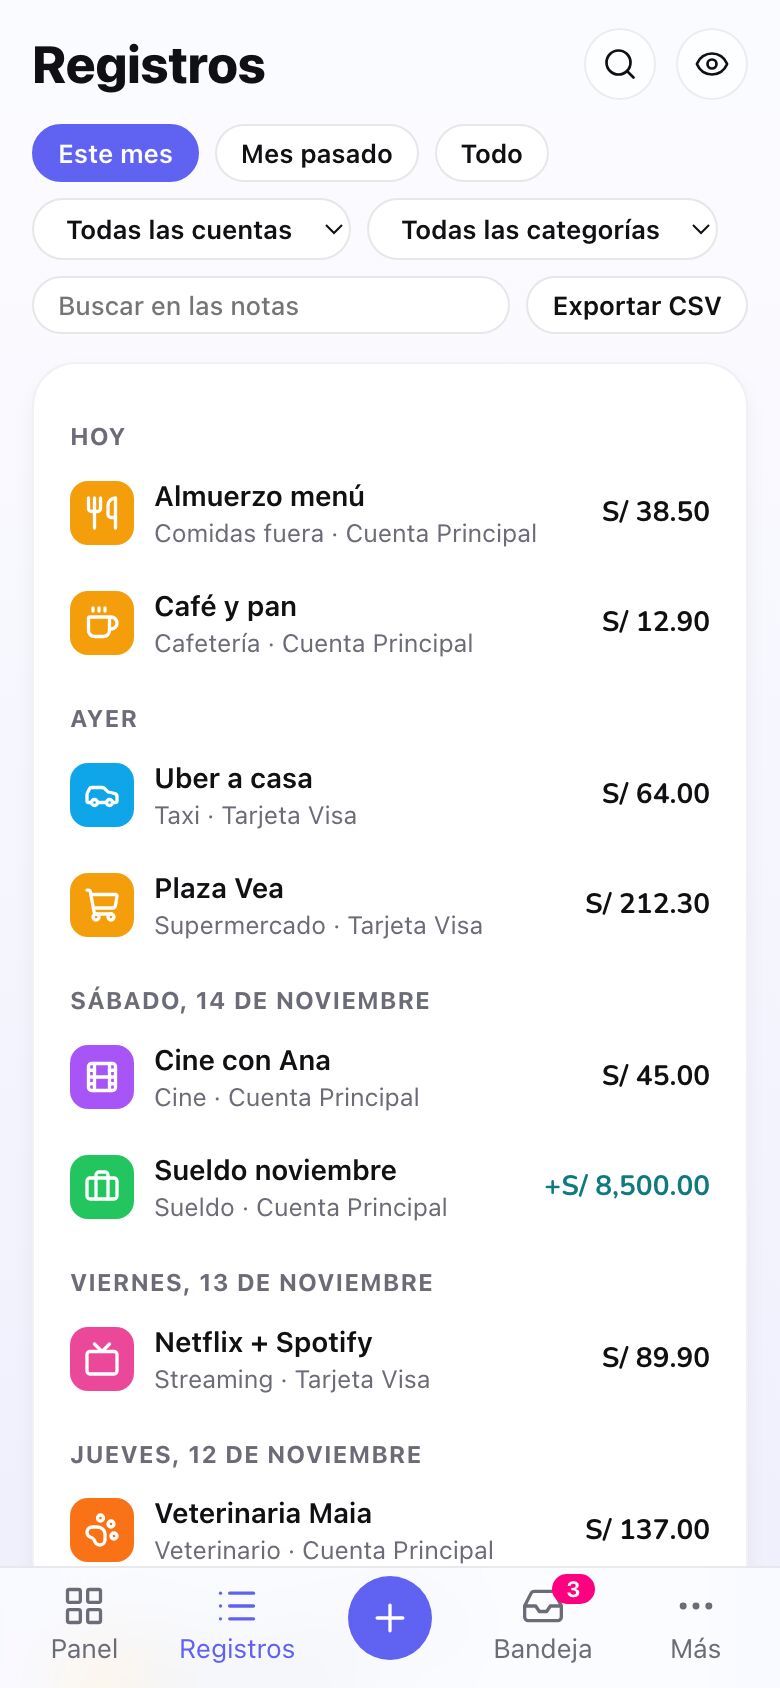 Registros
Este mes
Mes pasado
Todo
Todas las cuentas
Todas las categorías
Buscar en las notas
Exportar CSV
HOY
Almuerzo menú
S/ 38.50
Comidas fuera · Cuenta Principal
Café y pan
S/ 12.90
Cafetería · Cuenta Principal
AYER
Uber a casa
S/ 64.00
Taxi · Tarjeta Visa
Plaza Vea
S/ 212.30
Supermercado · Tarjeta Visa
SÁBADO, 14 DE NOVIEMBRE
Cine con Ana
S/ 45.00
Cine · Cuenta Principal
Sueldo noviembre
+S/ 8,500.00
Sueldo · Cuenta Principal
VIERNES, 13 DE NOVIEMBRE
Netflix + Spotify
S/ 89.90
Streaming · Tarjeta Visa
JUEVES, 12 DE NOVIEMBRE
Veterinaria Maia
S/ 137.00
Veterinario · Cuenta Principal
3
Panel
Registros
Bandeja
Más